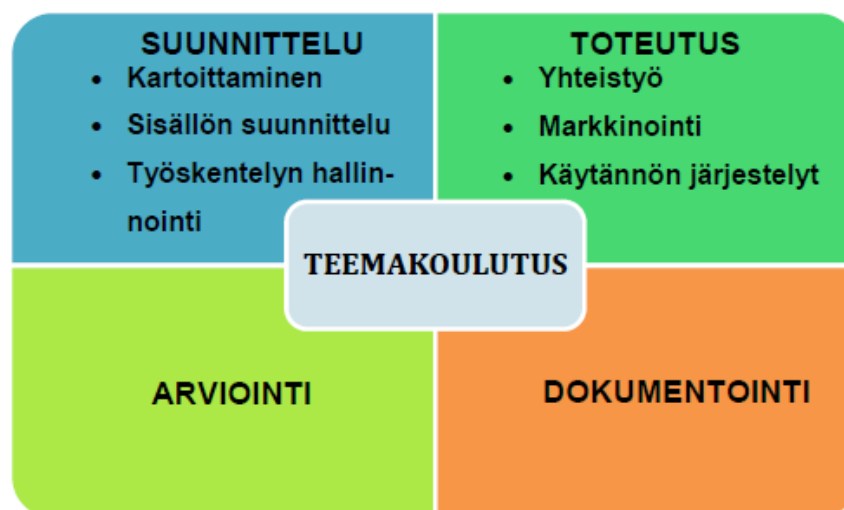 SUUNNITTELU
• Kartoittaminen
• Sisällön suunnittelu
• Työskentelyn hallin-
nointi
TOTEUTUS
• Yhteistyö
• Markkinointi
• Käytännön järjestelyt
TEEMAKOULUTUS
ARVIOINTI
DOKUMENTOINTI